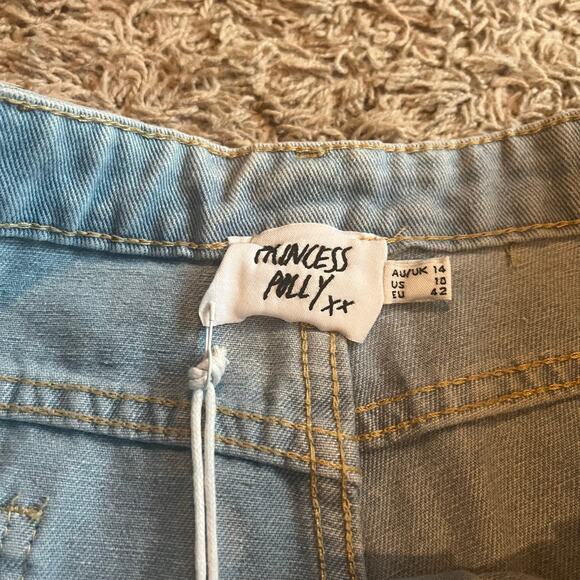 PRINCESS
POLLY xx
AU/UK 14
US 10
EU 42